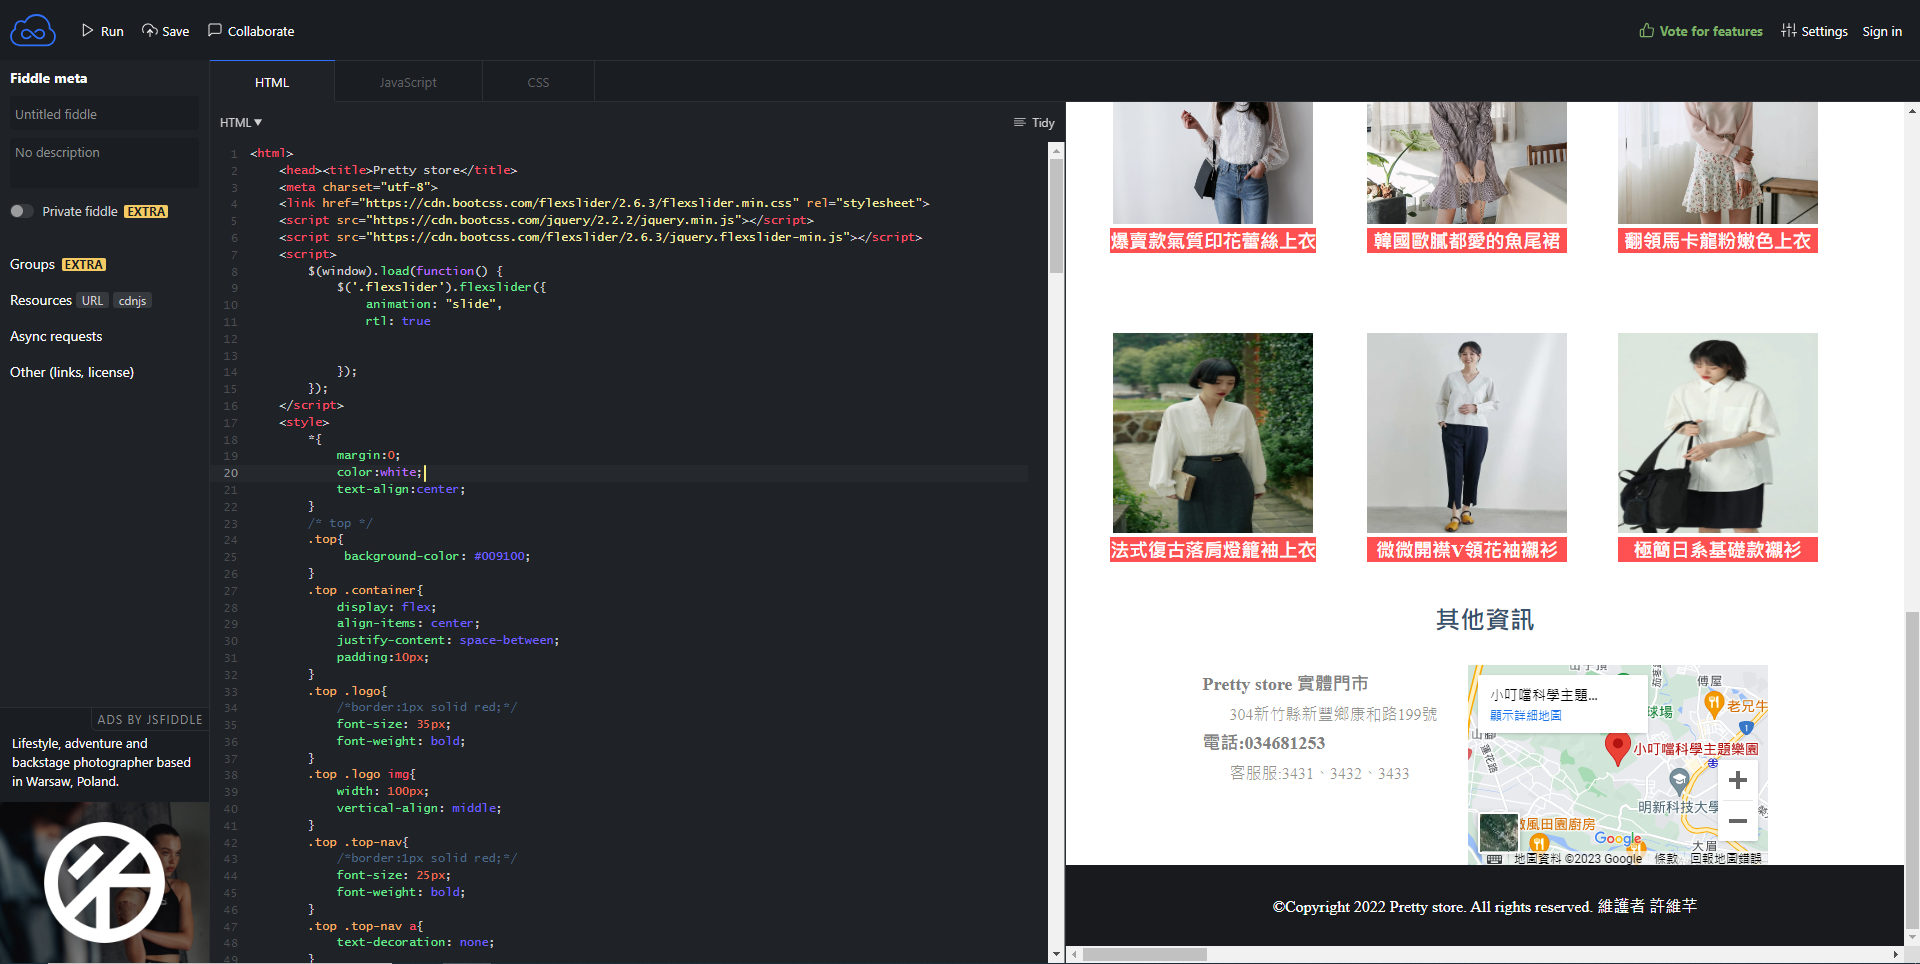 Run
Save
Collaborate
Vote for features
Settings
Sign in
Fiddle meta
Untitled fiddle
No description
Private fiddle EXTRA
Groups EXTRA
Resources URL cdnjs
Async requests
Other (links, license)
ADS BY JSFIDDLE
Lifestyle, adventure and
backstage photographer based
in Warsaw, Poland.
HTML
JavaScript
CSS
HTML▼
Tidy
1 <html>
2 <head><title>Pretty store</title>
3 <meta charset="utf-8">
4 <link href="https://cdn.bootcss.com/flexslider/2.6.3/flexslider.min.css" rel="stylesheet">
5 <script src="https://cdn.bootcss.com/jquery/2.2.2/jquery.min.js"></script>
6 <script src="https://cdn.bootcss.com/flexslider/2.6.3/jquery.flexslider-min.js"></script>
7 <script>
8 $(window).load(function() {
9 $('.flexslider').flexslider({
10 animation: "slide",
11 rtl: true
12
13
14 });
15 });
16 </script>
17 <style>
18 *{
19 margin:0;
20 color:white;
21 text-align:center;
22 }
23 /* top */
24 .top{
25 background-color: #009100;
26 }
27 .top .container{
28 display: flex;
29 align-items: center;
30 justify-content: space-between;
31 padding:10px;
32 }
33 .top .logo{
34 /*border:1px solid red;*/
35 font-size: 35px;
36 font-weight: bold;
37 }
38 .top .logo img{
39 width: 100px;
40 vertical-align: middle;
41 }
42 .top .top-nav{
43 /*border:1px solid red;*/
44 font-size: 25px;
45 font-weight: bold;
46 }
47 .top .top-nav a{
48 text-decoration: none;
49 }
爆賣款氣質印花蕾絲上衣
韓國歐膩都愛的魚尾裙
翻領馬卡龍粉嫩色上衣
法式復古落肩燈籠袖上衣
微微開襟V領花袖襯衫
極簡日系基礎款襯衫
其他資訊
Pretty store 實體門市
304新竹縣新豐鄉康和路199號
電話:034681253
客服服:3431、3432、3433
小叮噹科學主題...
顯示詳細地圖
傅屋
球場
老兄牛
1
小叮噹科學主題樂園
明新科技大學
微風田園廚房
Google
大眉
地圖資料 ©2023 Google
條款
回報地圖錯誤
©Copyright 2022 Pretty store. All rights reserved. 維護者 許維芊